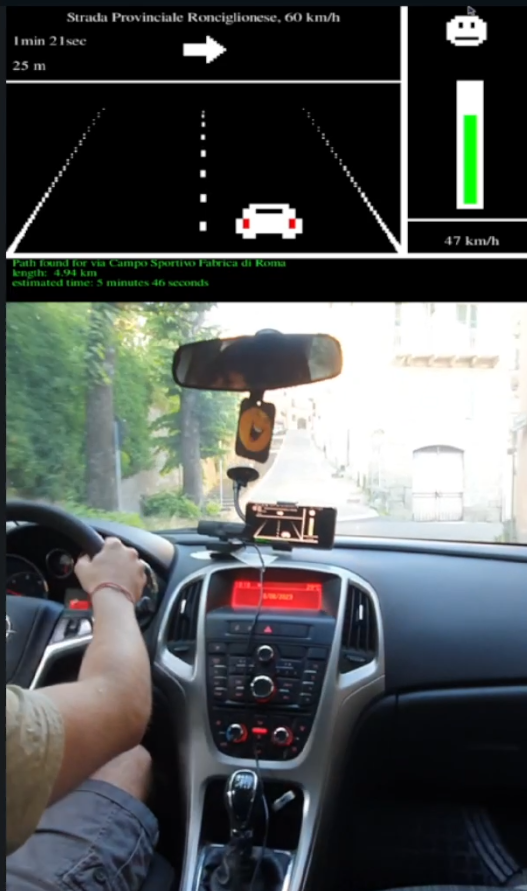 Strada Provinciale Ronciglionese, 60 km/h
1min 21sec
25 m
47 km/h
Path found for via Campo Sportivo Fabrica di Roma
length: 4.94 km
estimated time: 5 minutes 46 seconds